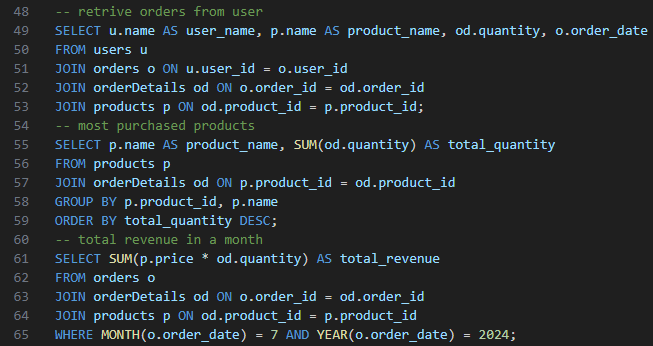 48 -- retrive orders from user
49 SELECT u.name AS user_name, p.name AS product_name, od.quantity, o.order_date
50 FROM users u
51 JOIN orders o ON u.user_id = o.user_id
52 JOIN orderDetails od ON o.order_id = od.order_id
53 JOIN products p ON od.product_id = p.product_id;
54 -- most purchased products
55 SELECT p.name AS product_name, SUM(od.quantity) AS total_quantity
56 FROM products p
57 JOIN orderDetails od ON p.product_id = od.product_id
58 GROUP BY p.product_id, p.name
59 ORDER BY total_quantity DESC;
60 -- total revenue in a month
61 SELECT SUM(p.price * od.quantity) AS total_revenue
62 FROM orders o
63 JOIN orderDetails od ON o.order_id = od.order_id
64 JOIN products p ON od.product_id = p.product_id
65 WHERE MONTH(o.order_date) = 7 AND YEAR(o.order_date) = 2024;